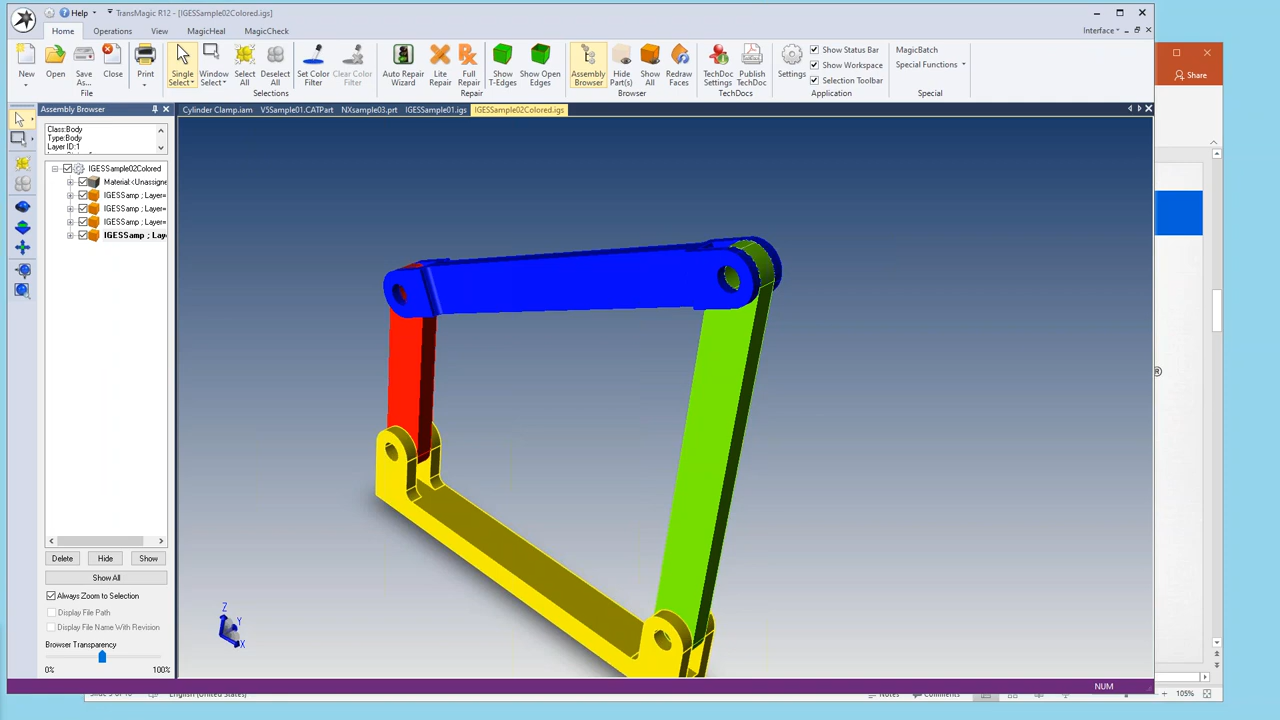 Help
TransMagic R12 - [IGESSample02Colored.igs]
Home
Operations
View
MagicHeal
MagicCheck
Interface
Share
New
Open
Save As...
Close
Print
Single Select
Window Select
Select All
Deselect All
Set Color Filter
Clear Color Filter
Auto Repair Wizard
Lite Repair
Full Repair
Show T-Edges
Show Open Edges
Assembly Browser
Hide Part(s)
Show All
Redraw Faces
TechDoc Settings
Publish TechDoc
Settings
Show Status Bar
Show Workspace
Selection Toolbar
MagicBatch
Special Functions
File
Selections
Repair
Browser
TechDocs
Application
Special
Assembly Browser
Cylinder Clamp.iam
V5Sample01.CATPart
NXsample03.prt
IGESSample01.igs
IGESSample02Colored.igs
Class:Body
Type:Body
Layer ID:1
IGESSample02Colored
Material:<Unassigne
IGESSamp ; Layer=
IGESSamp ; Layer=
IGESSamp ; Layer=
IGESSamp ; Lay
®
Delete
Hide
Show
Show All
Always Zoom to Selection
Display File Path
Display File Name With Revision
Browser Transparency
0%
100%
Z
Y
X
NUM
English (United States)
Notes
Comments
105%